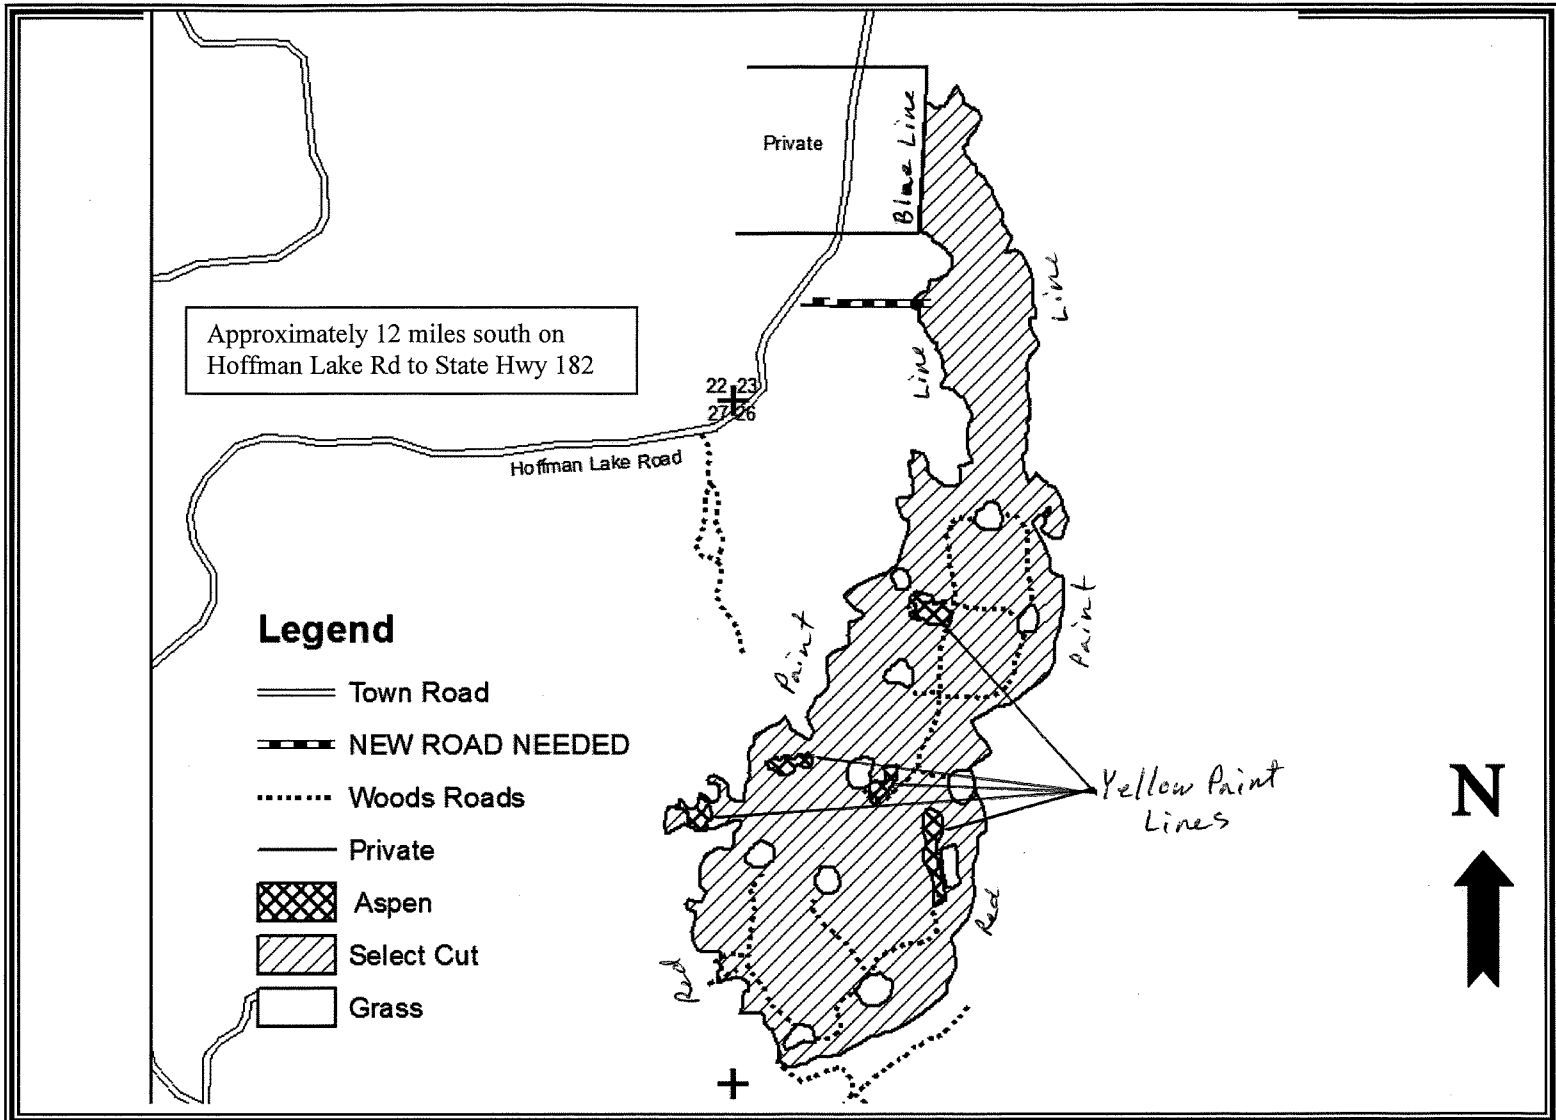 Private
Blue Line
Line
Approximately 12 miles south on
Hoffman Lake Rd to State Hwy 182
Line
22 23
27 26
Hoffman Lake Road
Paint
Paint
Legend
Town Road
NEW ROAD NEEDED
Woods Roads
Private
Aspen
Select Cut
Grass
Yellow Paint
Lines
N
Red
Red